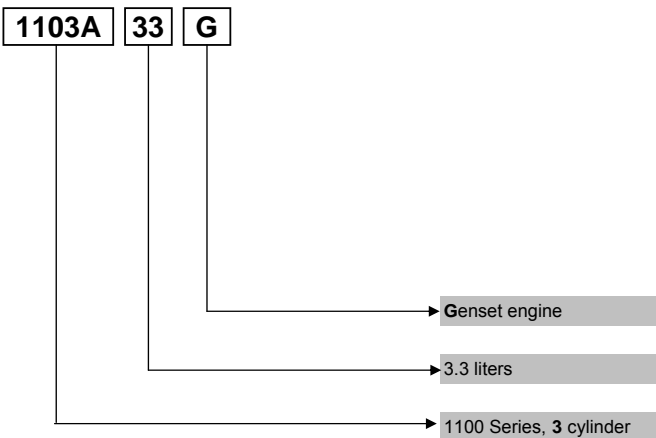 1103A 33 G
Genset engine
3.3 liters
1100 Series, 3 cylinder